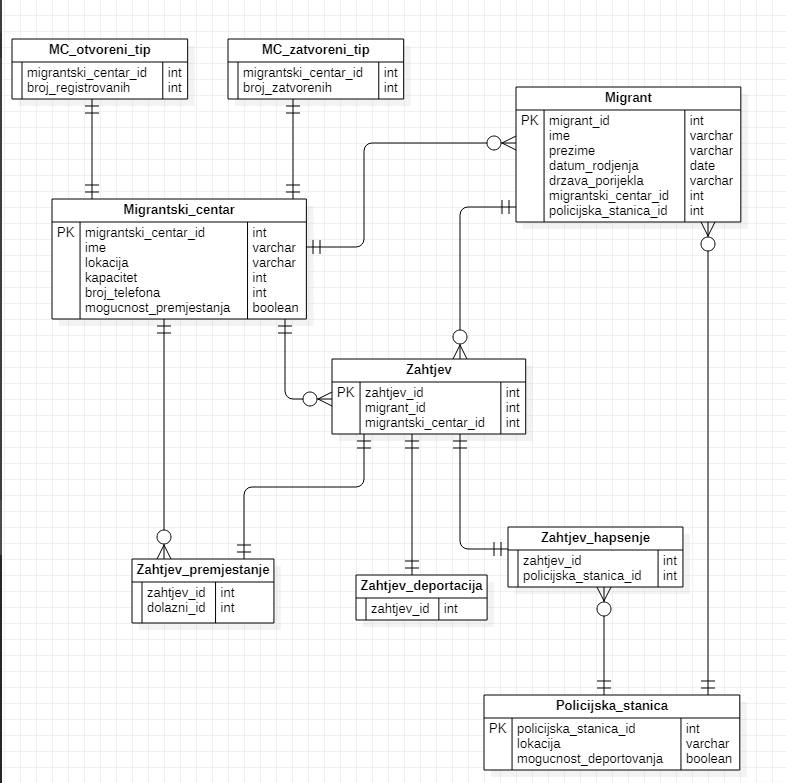 MC_otvoreni_tip
migrantski_centar_id int
broj_registrovanih int
MC_zatvoreni_tip
migrantski_centar_id int
broj_zatvorenih int
Migrant
PK migrant_id int
ime varchar
prezime varchar
datum_rodjenja date
drzava_porijekla varchar
migrantski_centar_id int
policijska_stanica_id int
Migrantski_centar
PK migrantski_centar_id int
ime varchar
lokacija varchar
kapacitet int
broj_telefona int
mogucnost_premjestanja boolean
Zahtjev
PK zahtjev_id int
migrant_id int
migrantski_centar_id int
Zahtjev_premjestanje
zahtjev_id int
dolazni_id int
Zahtjev_deportacija
zahtjev_id int
Zahtjev_hapsenje
zahtjev_id int
policijska_stanica_id int
Policijska_stanica
PK policijska_stanica_id int
lokacija varchar
mogucnost_deportovanja boolean